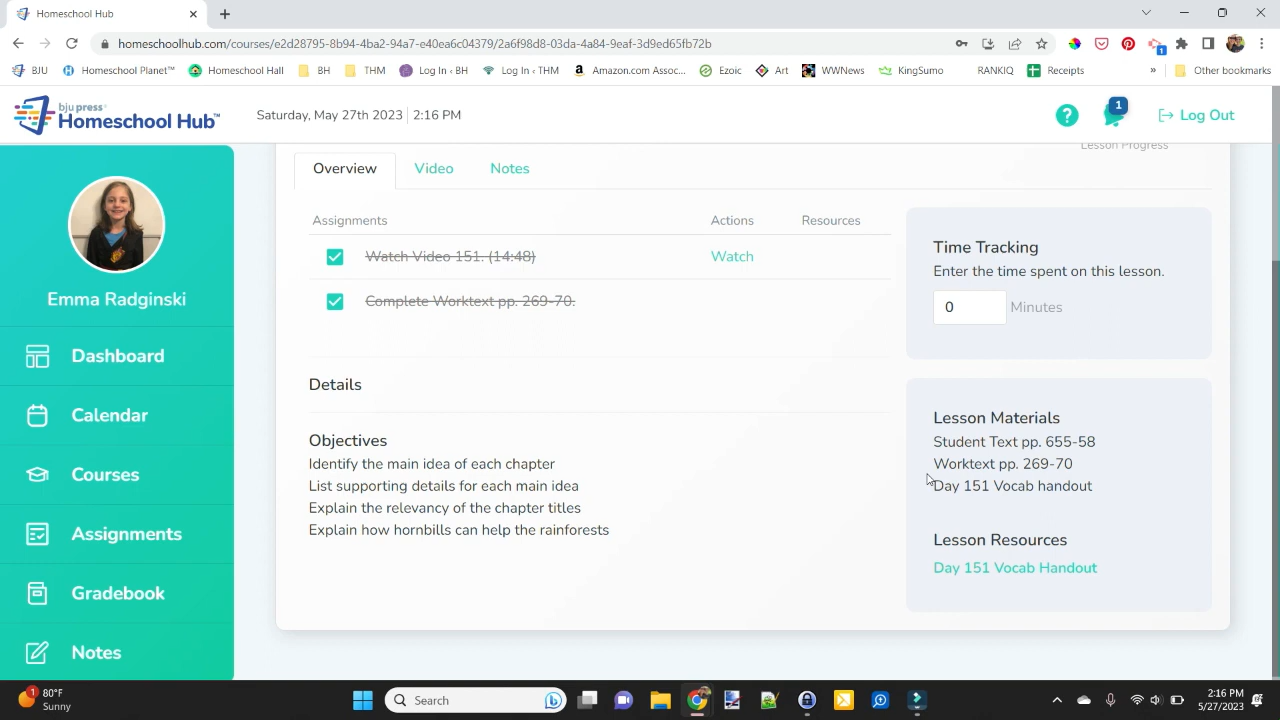 Homeschool Hub
homeschoolhub.com/courses/e2d28795-8b94-4ba2-94a7-e40ea6c04379/2a6f88d8-03da-4a84-9eaf-3d9ed65fb72b
1
BJU Homeschool Planet™ Homeschool Hall BH THM Log In ‹ BH Log In ‹ THM Amazon.com Assoc... Ezoic Art WWNews KingSumo RANKIQ Receipts » Other bookmarks
bju press®
Homeschool Hub™ Saturday, May 27th 2023 2:16 PM ? 1 Log Out
Lesson Progress
Overview Video Notes
Assignments Actions Resources
Watch Video 151. (14:48) Watch
Complete Worktext pp. 269-70.
Time Tracking
Enter the time spent on this lesson.
0 Minutes
Emma Radginski
Dashboard
Calendar
Courses
Assignments
Gradebook
Notes
Details
Objectives
Identify the main idea of each chapter
List supporting details for each main idea
Explain the relevancy of the chapter titles
Explain how hornbills can help the rainforests
Lesson Materials
Student Text pp. 655-58
Worktext pp. 269-70
Day 151 Vocab handout
Lesson Resources
Day 151 Vocab Handout
1
80°F
Sunny
Search
2:16 PM
5/27/2023